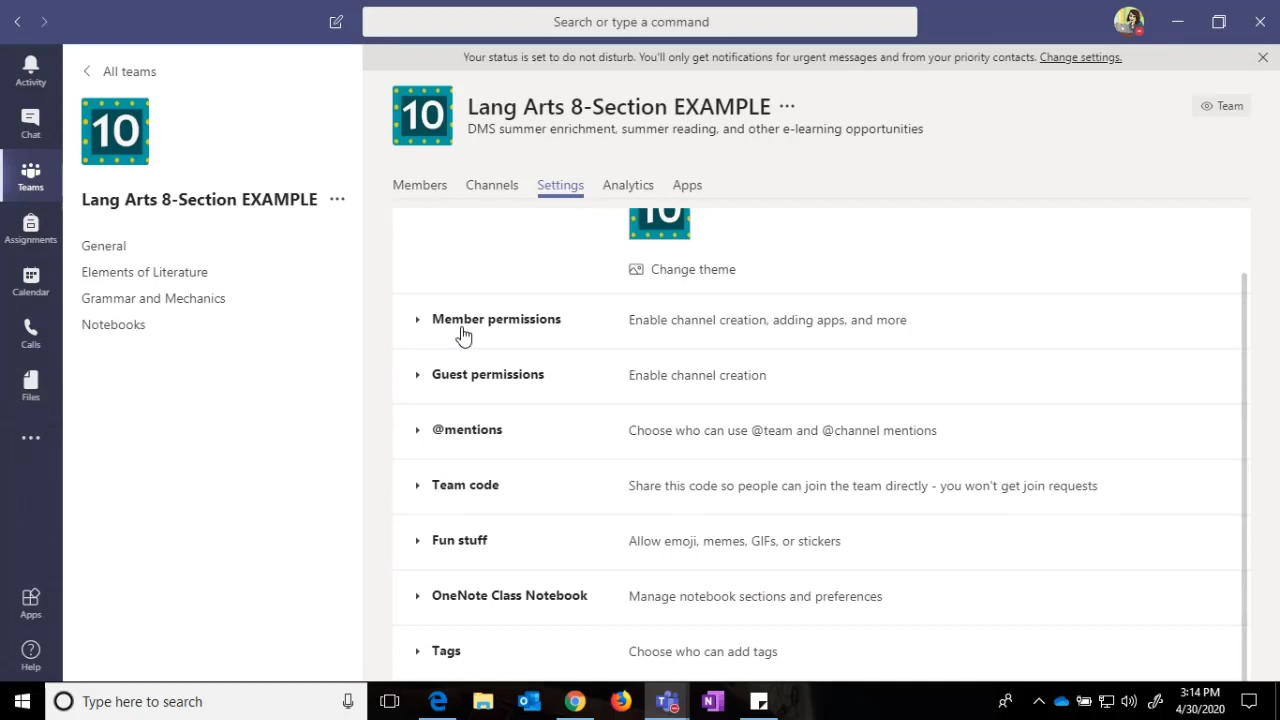 Search or type a command
Activity
Chat
Teams
Assignments
Calendar
Calls
Files
Apps
Help
All teams
10
Lang Arts 8-Section EXAMPLE ···
General
Elements of Literature
Grammar and Mechanics
Notebooks
Your status is set to do not disturb. You'll only get notifications for urgent messages and from your priority contacts. Change settings.
10
Lang Arts 8-Section EXAMPLE ···
DMS summer enrichment, summer reading, and other e-learning opportunities
Team
Members Channels Settings Analytics Apps
10
Change theme
Member permissions Enable channel creation, adding apps, and more
Guest permissions Enable channel creation
@mentions Choose who can use @team and @channel mentions
Team code Share this code so people can join the team directly - you won't get join requests
Fun stuff Allow emoji, memes, GIFs, or stickers
OneNote Class Notebook Manage notebook sections and preferences
Tags Choose who can add tags
Type here to search
3:14 PM
4/30/2020